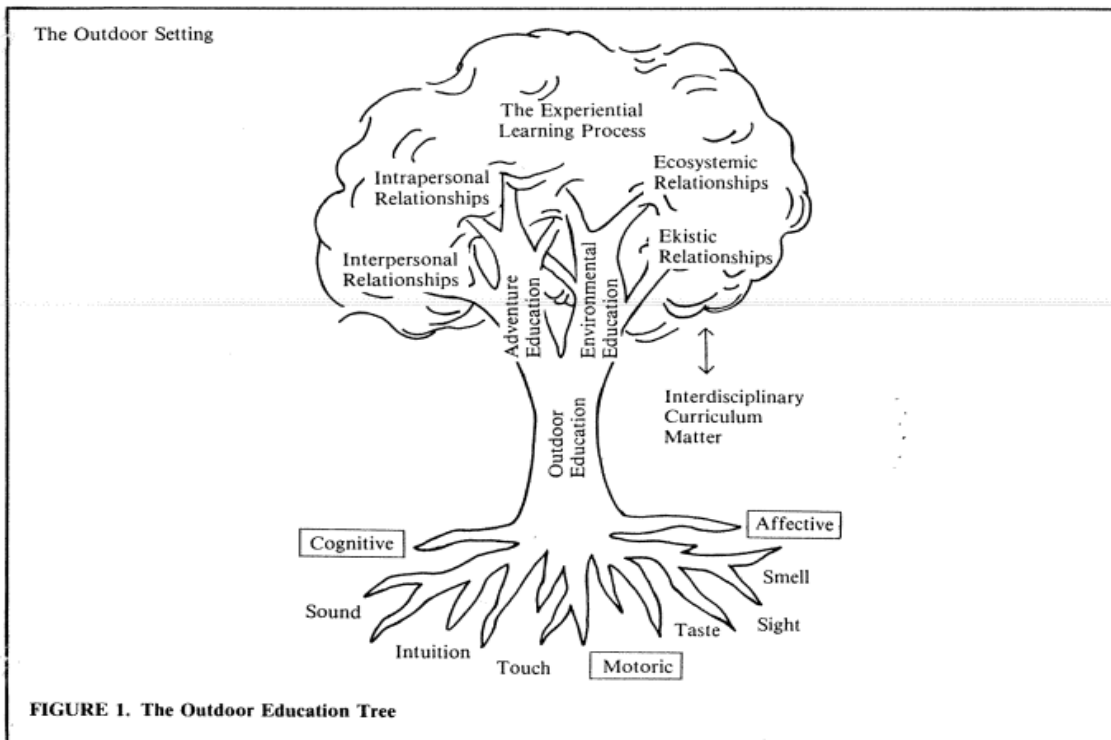 The Outdoor Setting
The Experiential
Learning Process
Intrapersonal
Relationships
Ecosystemic
Relationships
Interpersonal
Relationships
Ekistic
Relationships
Adventure
Education
Environmental
Education
Interdisciplinary
Curriculum
Matter
Outdoor
Education
Cognitive
Affective
Sound
Smell
Intuition
Touch
Motoric
Taste
Sight
FIGURE 1. The Outdoor Education Tree